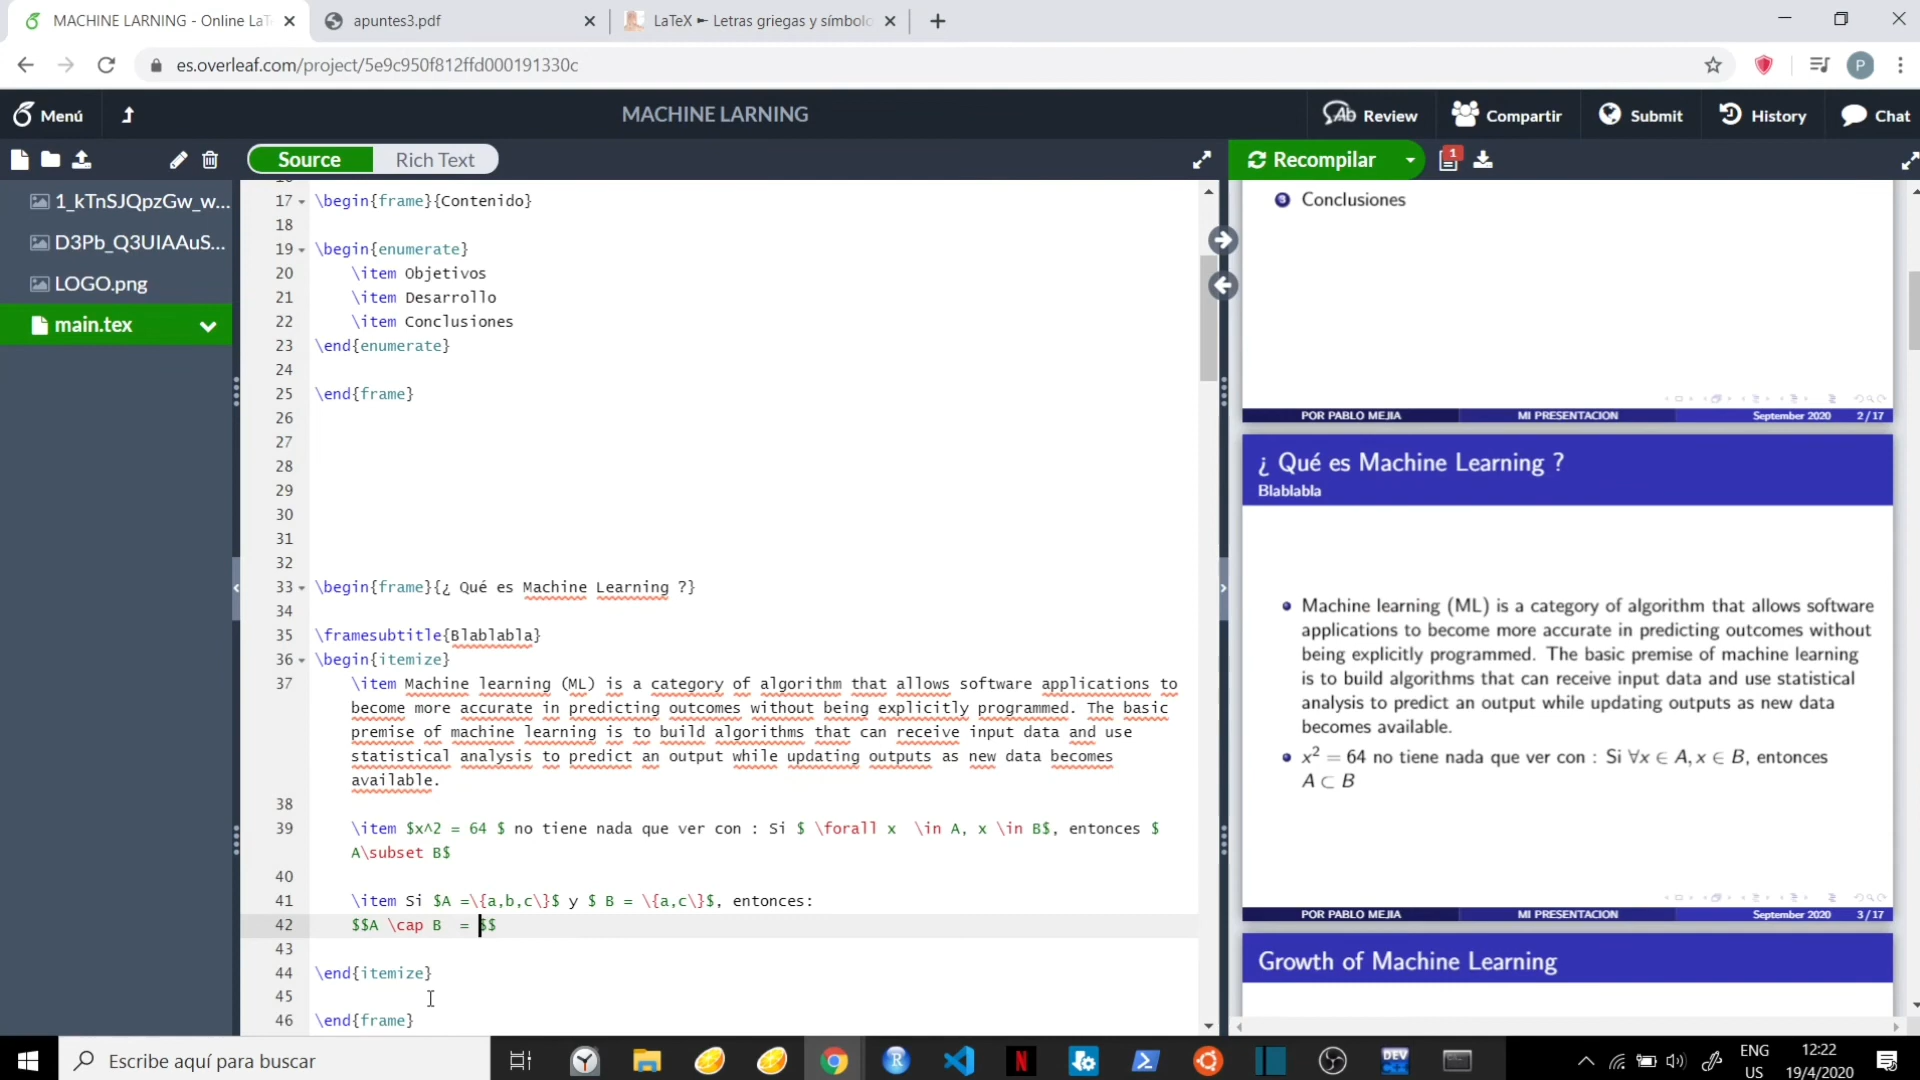 MACHINE LARNING - Online LaT
apuntes3.pdf
LaTeX ► Letras griegas y símbolo
es.overleaf.com/project/5e9c950f812ffd000191330c
P
Menú
MACHINE LARNING
Review
Compartir
Submit
History
Chat
Source
Rich Text
Recompilar
1
1_kTnSJQpzGw_w...
D3Pb_Q3UIAAuS...
LOGO.png
main.tex
17 \begin{frame}{Contenido}
18
19 \begin{enumerate}
20 \item Objetivos
21 \item Desarrollo
22 \item Conclusiones
23 \end{enumerate}
24
25 \end{frame}
26
27
28
29
30
31
32
33 \begin{frame}{¿ Qué es Machine Learning ?}
34
35 \framesubtitle{Blablabla}
36 \begin{itemize}
37 \item Machine learning (ML) is a category of algorithm that allows software applications to
become more accurate in predicting outcomes without being explicitly programmed. The basic
premise of machine learning is to build algorithms that can receive input data and use
statistical analysis to predict an output while updating outputs as new data becomes
available.
38
39 \item $x^2 = 64 $ no tiene nada que ver con : Si $ \forall x  \in A, x \in B$, entonces $
A\subset B$
40
41 \item Si $A =\{a,b,c\}$ y $ B = \{a,c\}$, entonces:
42 $$A \cap B  = $$
43
44 \end{itemize}
45
46 \end{frame}
3 Conclusiones
POR PABLO MEJIA MI PRESENTACION September 2020 2/17
¿ Qué es Machine Learning ?
Blablabla
Machine learning (ML) is a category of algorithm that allows software
applications to become more accurate in predicting outcomes without
being explicitly programmed. The basic premise of machine learning
is to build algorithms that can receive input data and use statistical
analysis to predict an output while updating outputs as new data
becomes available.
x² = 64 no tiene nada que ver con : Si ∀x ∈ A, x ∈ B, entonces
A ⊂ B
POR PABLO MEJIA MI PRESENTACION September 2020 3/17
Growth of Machine Learning
Escribe aquí para buscar
R
N
DEV
ENG
US
12:22
19/4/2020